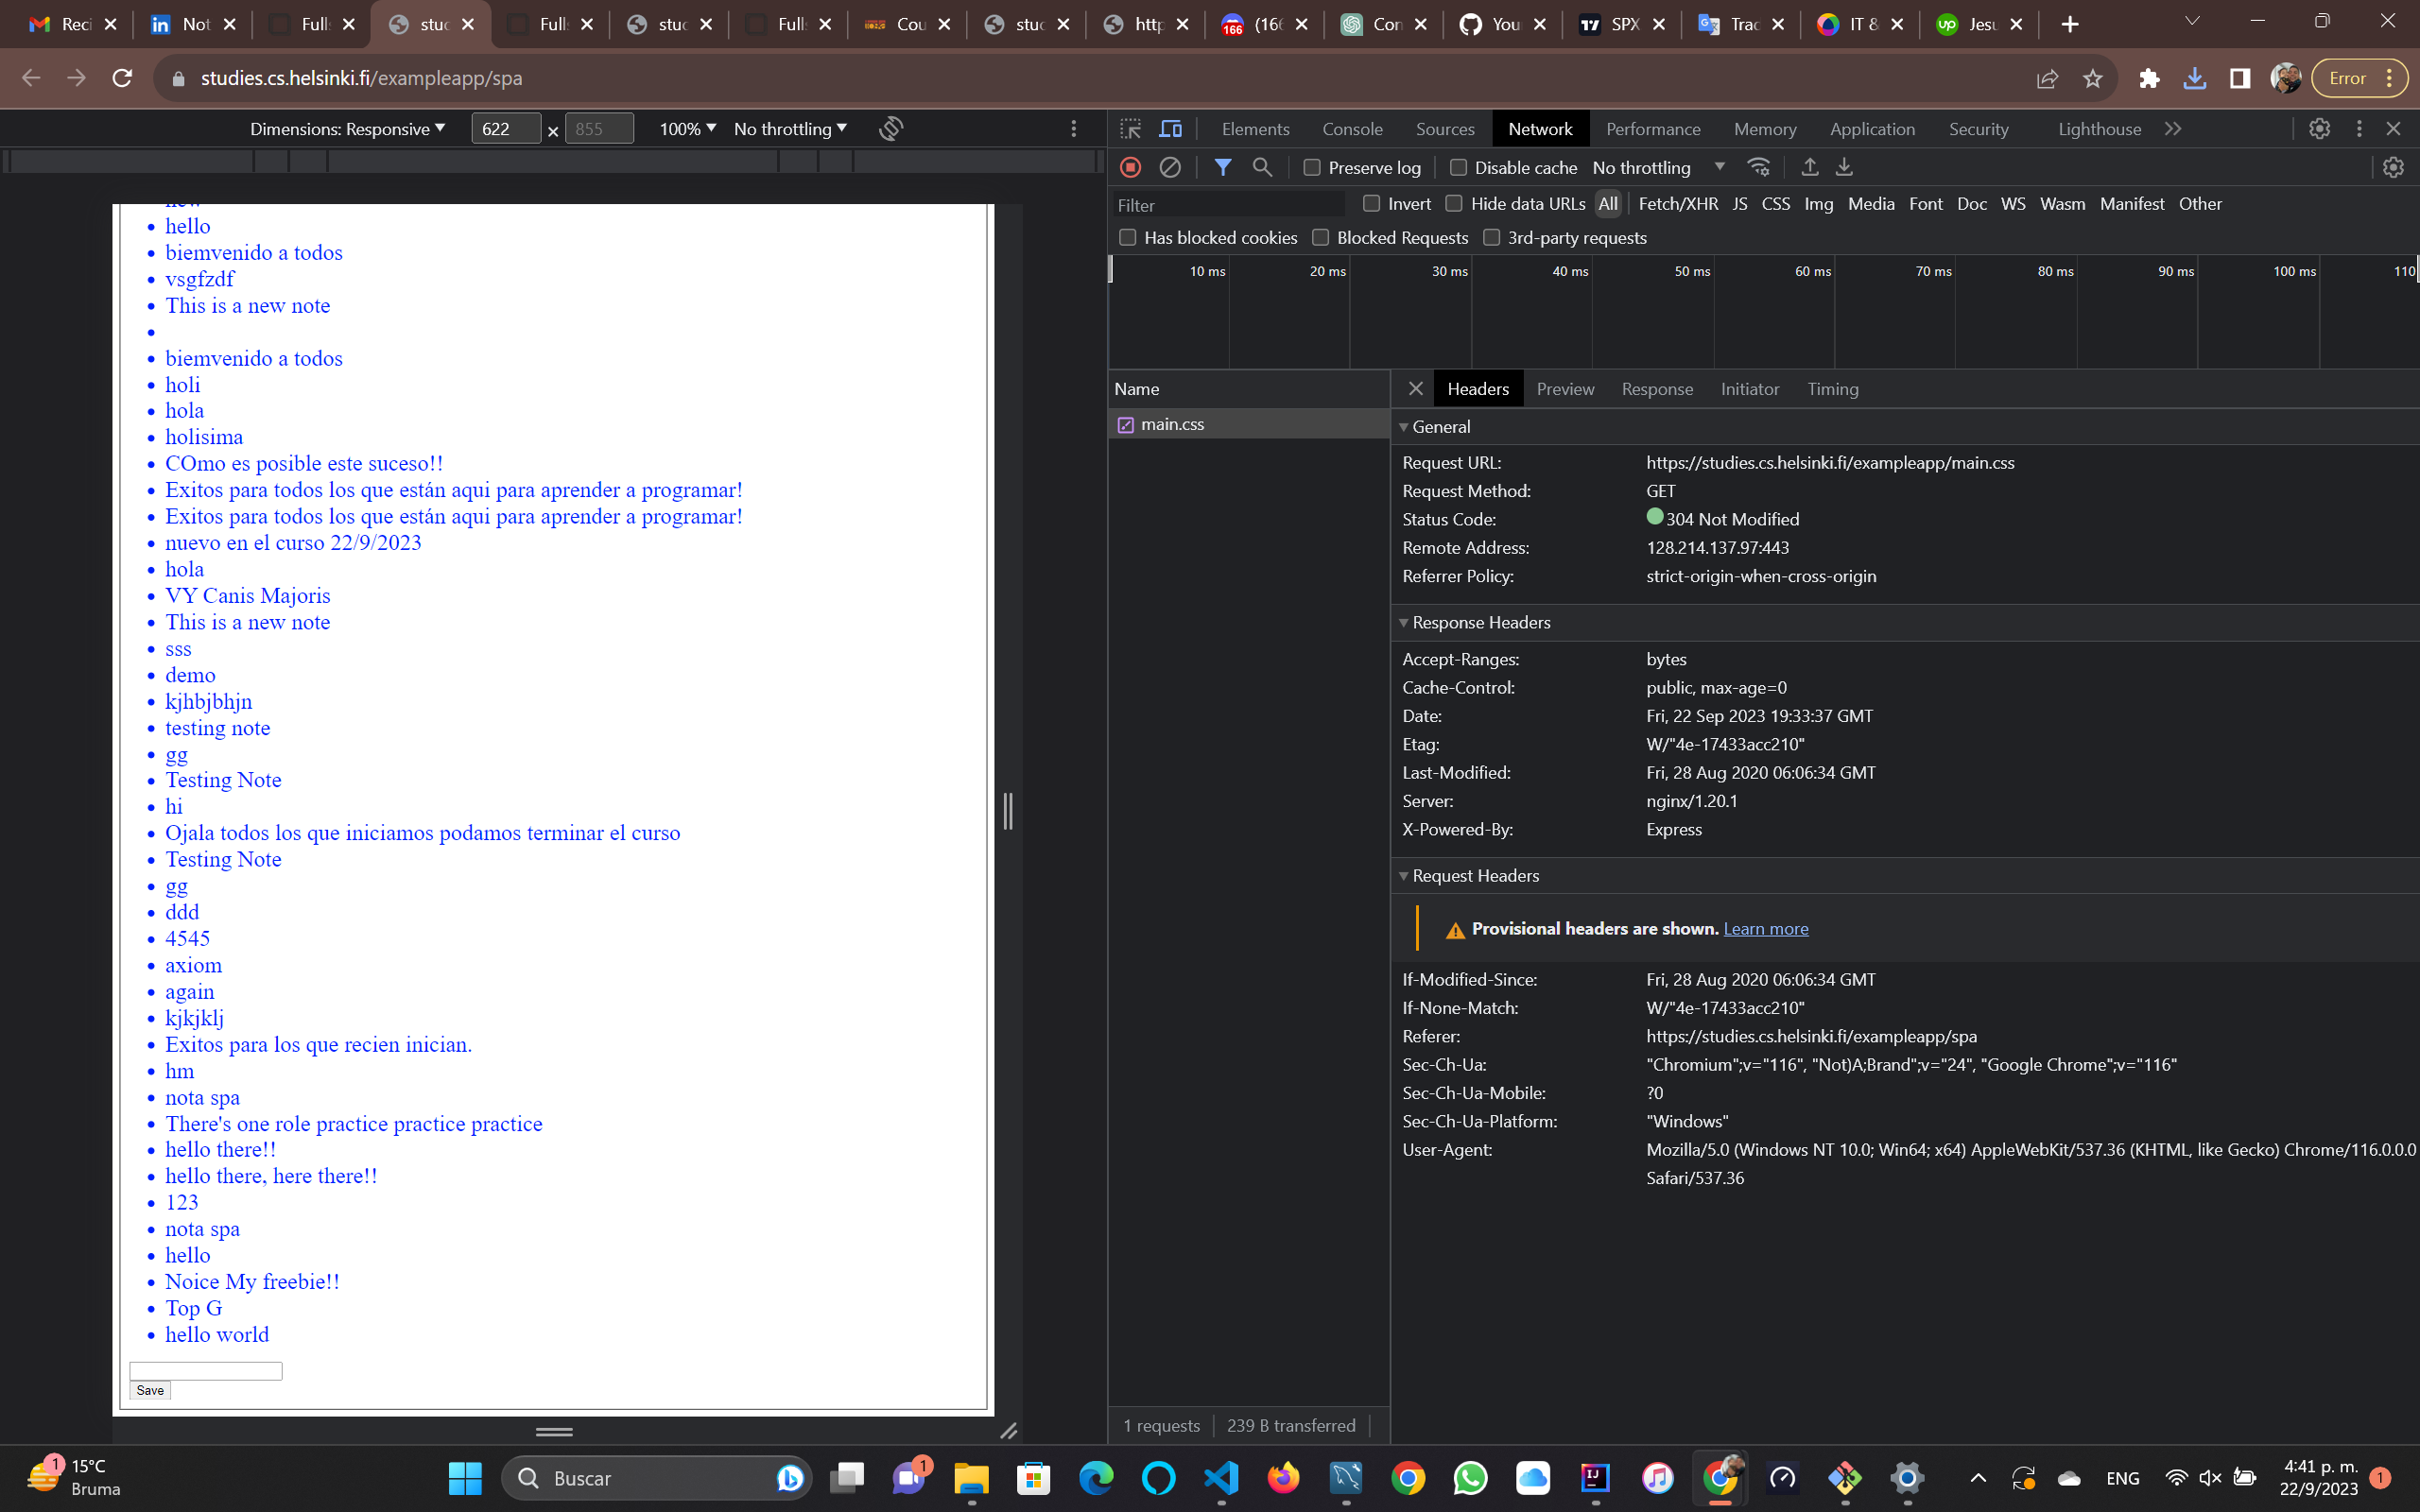 Reci
Not
Full
stuc
Full
stuc
Full
Cou
stuc
http
(166
Con
You
SPX
Trac
IT &
Jesu
studies.cs.helsinki.fi/exampleapp/spa
Error
Dimensions: Responsive
622 × 855
100%
No throttling
Elements Console Sources Network Performance Memory Application Security Lighthouse
Preserve log Disable cache No throttling
Filter
Invert Hide data URLs All Fetch/XHR JS CSS Img Media Font Doc WS Wasm Manifest Other
Has blocked cookies Blocked Requests 3rd-party requests
10 ms 20 ms 30 ms 40 ms 50 ms 60 ms 70 ms 80 ms 90 ms 100 ms 110
new
hello
biemvenido a todos
vsgfzdf
This is a new note
biemvenido a todos
holi
hola
holisima
COmo es posible este suceso!!
Exitos para todos los que están aqui para aprender a programar!
Exitos para todos los que están aqui para aprender a programar!
nuevo en el curso 22/9/2023
hola
VY Canis Majoris
This is a new note
sss
demo
kjhbjbhjn
testing note
gg
Testing Note
hi
Ojala todos los que iniciamos podamos terminar el curso
Testing Note
gg
ddd
4545
axiom
again
kjkjklj
Exitos para los que recien inician.
hm
nota spa
There's one role practice practice practice
hello there!!
hello there, here there!!
123
nota spa
hello
Noice My freebie!!
Top G
hello world
Save
Name
main.css
1 requests 239 B transferred
Headers Preview Response Initiator Timing
General
Request URL: https://studies.cs.helsinki.fi/exampleapp/main.css
Request Method: GET
Status Code: 304 Not Modified
Remote Address: 128.214.137.97:443
Referrer Policy: strict-origin-when-cross-origin
Response Headers
Accept-Ranges: bytes
Cache-Control: public, max-age=0
Date: Fri, 22 Sep 2023 19:33:37 GMT
Etag: W/"4e-17433acc210"
Last-Modified: Fri, 28 Aug 2020 06:06:34 GMT
Server: nginx/1.20.1
X-Powered-By: Express
Request Headers
Provisional headers are shown. Learn more
If-Modified-Since: Fri, 28 Aug 2020 06:06:34 GMT
If-None-Match: W/"4e-17433acc210"
Referer: https://studies.cs.helsinki.fi/exampleapp/spa
Sec-Ch-Ua: "Chromium";v="116", "Not)A;Brand";v="24", "Google Chrome";v="116"
Sec-Ch-Ua-Mobile: ?0
Sec-Ch-Ua-Platform: "Windows"
User-Agent: Mozilla/5.0 (Windows NT 10.0; Win64; x64) AppleWebKit/537.36 (KHTML, like Gecko) Chrome/116.0.0.0
Safari/537.36
1
15°C
Bruma
Buscar
1
ENG
4:41 p. m.
22/9/2023
1